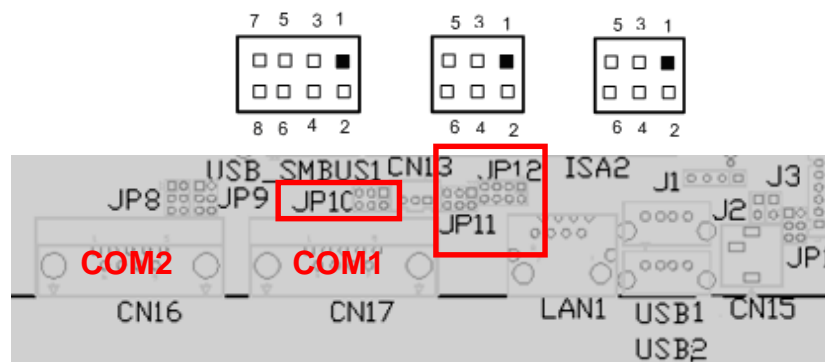 7 5 3 1
5 3 1
5 3 1
8 6 4 2
6 4 2
6 4 2
USB_SMBUS1 CN13 JP12 ISA2
J1 J3
JP8 JP9 JP10 J2
JP11
COM2 COM1 JP1
CN16 CN17 LAN1 USB1 CN15
USB2